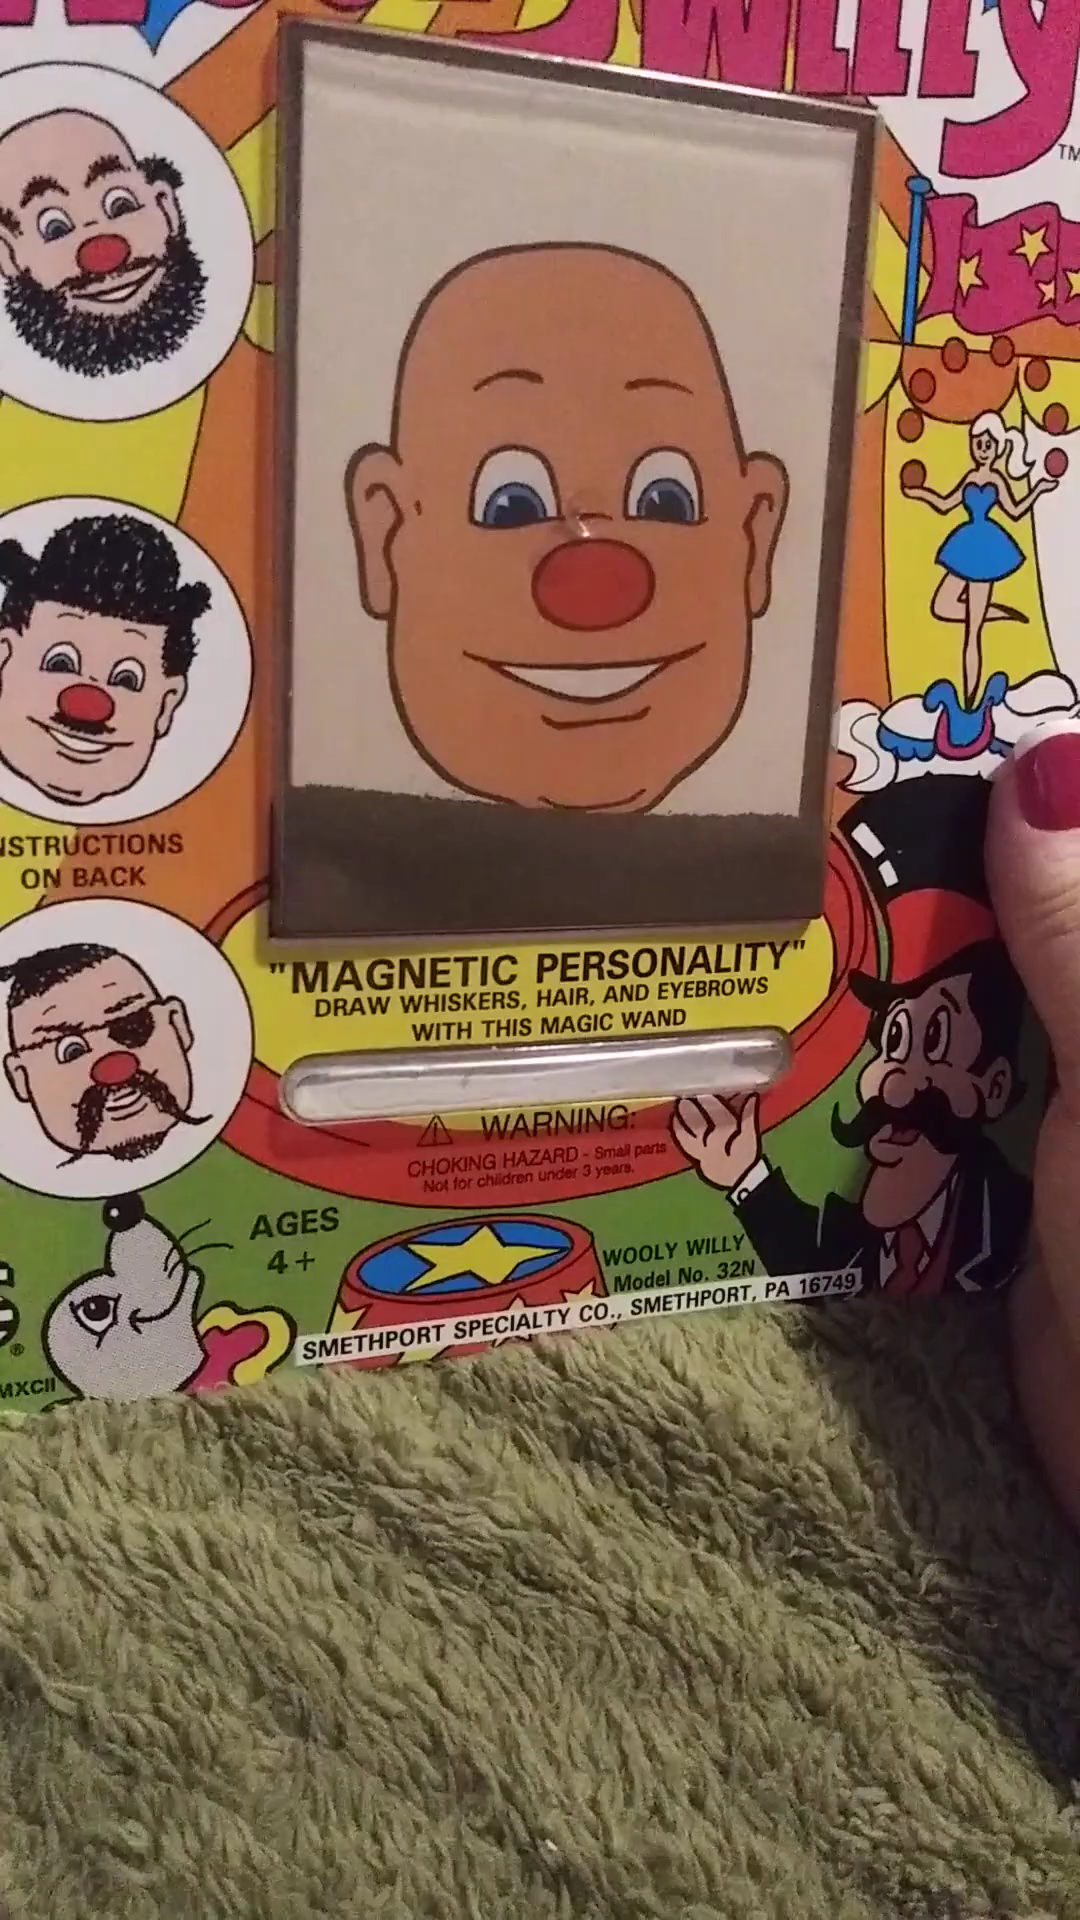 Willy
TM
INSTRUCTIONS
ON BACK
"MAGNETIC PERSONALITY"
DRAW WHISKERS, HAIR, AND EYEBROWS
WITH THIS MAGIC WAND
⚠ WARNING:
CHOKING HAZARD - Small parts
Not for children under 3 years.
AGES
4+
WOOLY WILLY
Model No. 32N
SMETHPORT SPECIALTY CO., SMETHPORT, PA 16749
®
MXCII